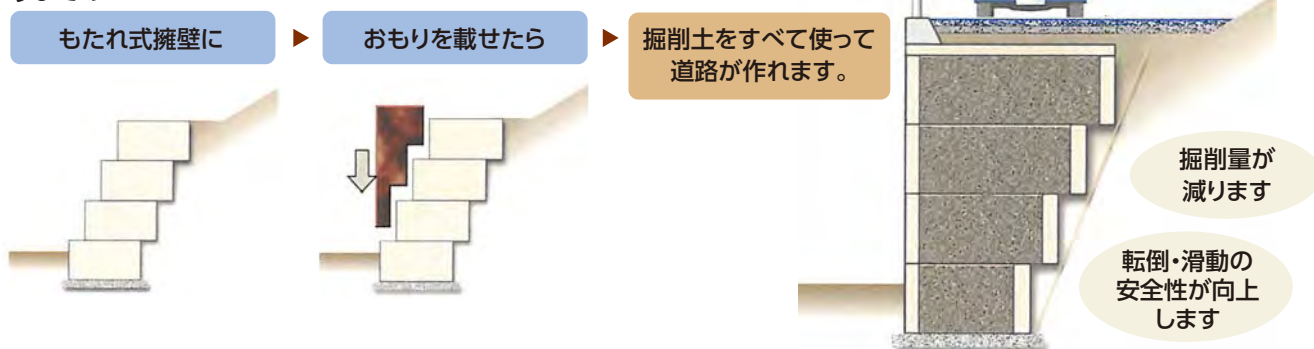 もたれ式擁壁に
▶
おもりを載せたら
▶
掘削土をすべて使って
道路が作れます。
掘削量が
減ります
転倒・滑動の
安全性が向上
します